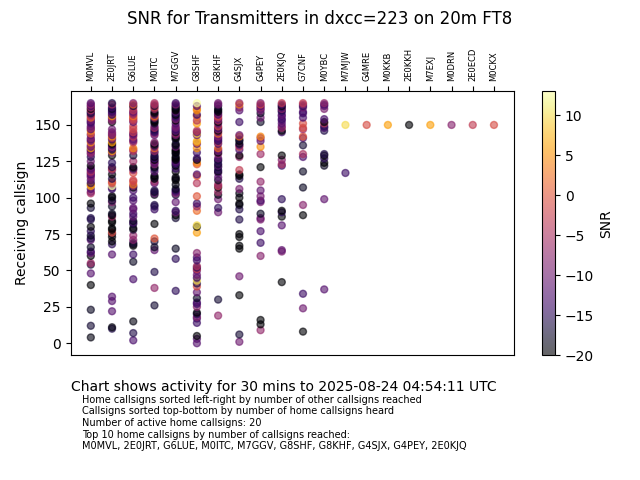 SNR for Transmitters in dxcc=223 on 20m FT8
M0MVL 2E0JRT G6LUE M0ITC M7GGV G8SHF G8KHF G4SJX G4PEY 2E0KJQ G7CNF M0YBC M7MJW G4MRE M0KKB 2E0KKH M7EXJ M0DRN 2E0ECD M0CKX
Receiving callsign
150
125
100
75
50
25
0
10
5
0
−5
−10
−15
−20
SNR
Chart shows activity for 30 mins to 2025-08-24 04:54:11 UTC
Home callsigns sorted left-right by number of other callsigns reached
Callsigns sorted top-bottom by number of home callsigns heard
Number of active home callsigns: 20
Top 10 home callsigns by number of callsigns reached:
M0MVL, 2E0JRT, G6LUE, M0ITC, M7GGV, G8SHF, G8KHF, G4SJX, G4PEY, 2E0KJQ